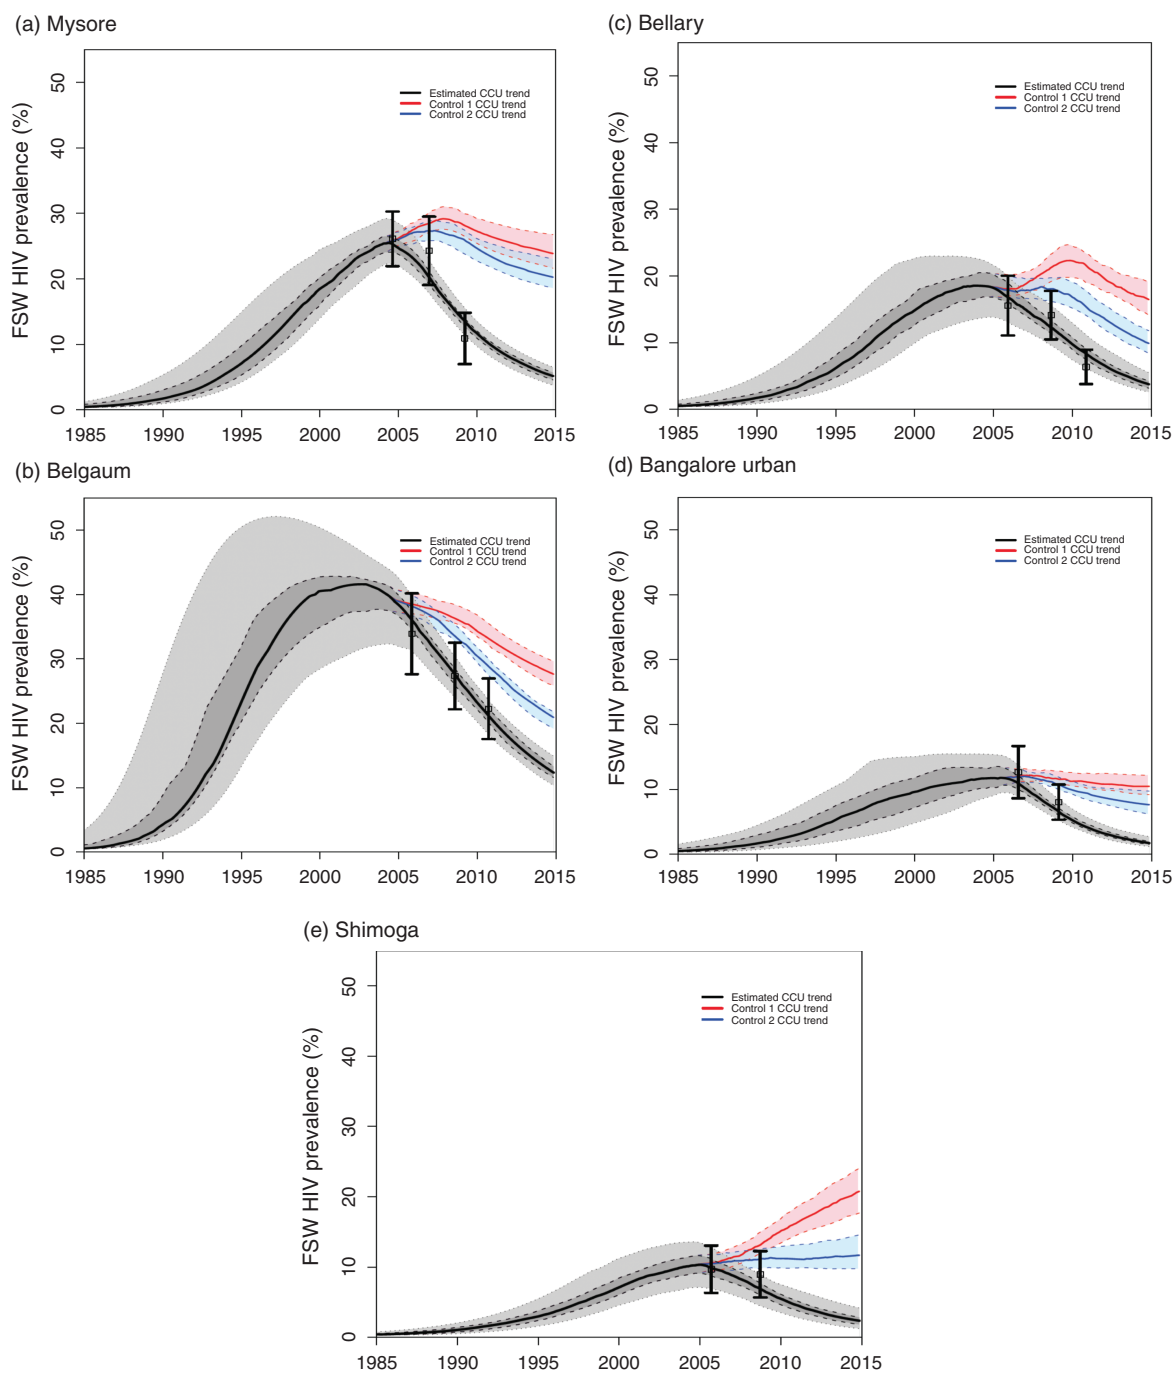 (a) Mysore
FSW HIV prevalence (%)
50
40
30
20
10
0
Estimated CCU trend
Control 1 CCU trend
Control 2 CCU trend
1985 1990 1995 2000 2005 2010 2015
(c) Bellary
FSW HIV prevalence (%)
50
40
30
20
10
0
Estimated CCU trend
Control 1 CCU trend
Control 2 CCU trend
1985 1990 1995 2000 2005 2010 2015
(b) Belgaum
FSW HIV prevalence (%)
50
40
30
20
10
0
Estimated CCU trend
Control 1 CCU trend
Control 2 CCU trend
1985 1990 1995 2000 2005 2010 2015
(d) Bangalore urban
FSW HIV prevalence (%)
50
40
30
20
10
0
Estimated CCU trend
Control 1 CCU trend
Control 2 CCU trend
1985 1990 1995 2000 2005 2010 2015
(e) Shimoga
FSW HIV prevalence (%)
50
40
30
20
10
0
Estimated CCU trend
Control 1 CCU trend
Control 2 CCU trend
1985 1990 1995 2000 2005 2010 2015